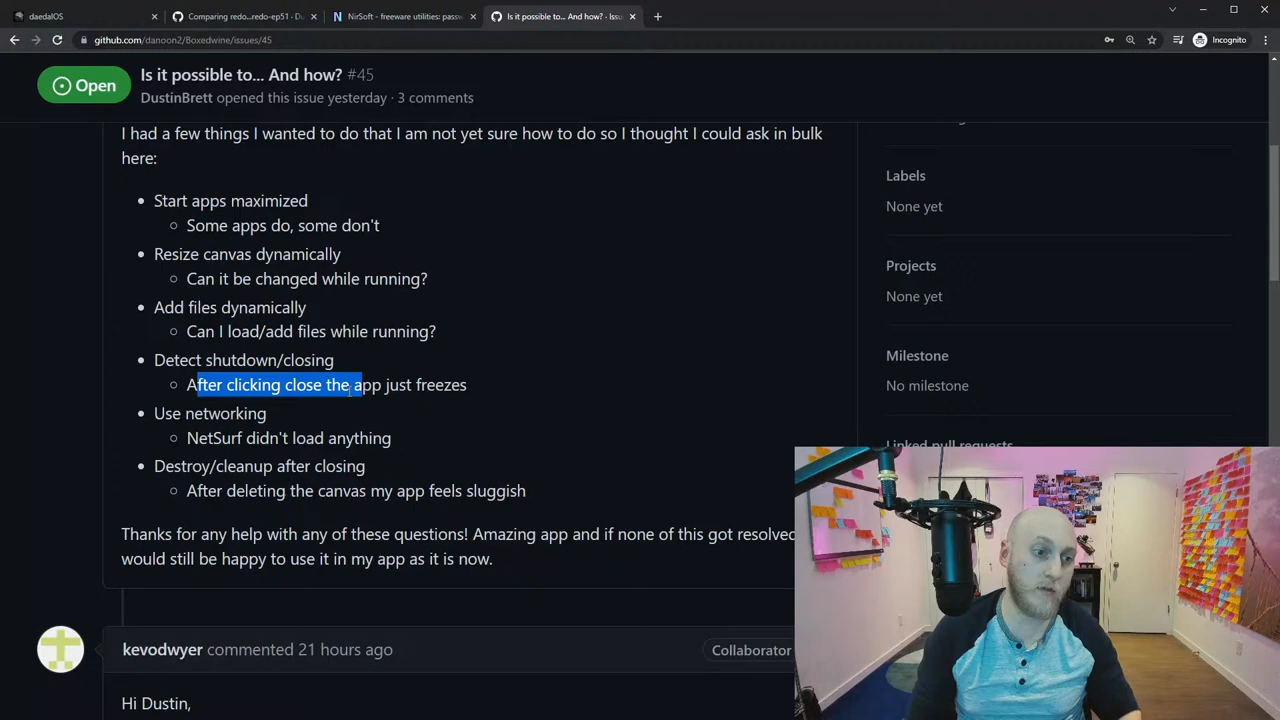 daedalOS
Comparing redo...redo-ep51 · Du
NirSoft - freeware utilities: passw
Is it possible to... And how? · Issu
github.com/danoon2/Boxedwine/issues/45
Incognito
Open
Is it possible to... And how? #45
DustinBrett opened this issue yesterday · 3 comments
I had a few things I wanted to do that I am not yet sure how to do so I thought I could ask in bulk
here:
• Start apps maximized
○ Some apps do, some don't
• Resize canvas dynamically
○ Can it be changed while running?
• Add files dynamically
○ Can I load/add files while running?
• Detect shutdown/closing
○ After clicking close the app just freezes
• Use networking
○ NetSurf didn't load anything
• Destroy/cleanup after closing
○ After deleting the canvas my app feels sluggish
Thanks for any help with any of these questions! Amazing app and if none of this got resolved
would still be happy to use it in my app as it is now.
Labels
None yet
Projects
None yet
Milestone
No milestone
Linked pull requests
kevodwyer commented 21 hours ago
Collaborator
Hi Dustin,